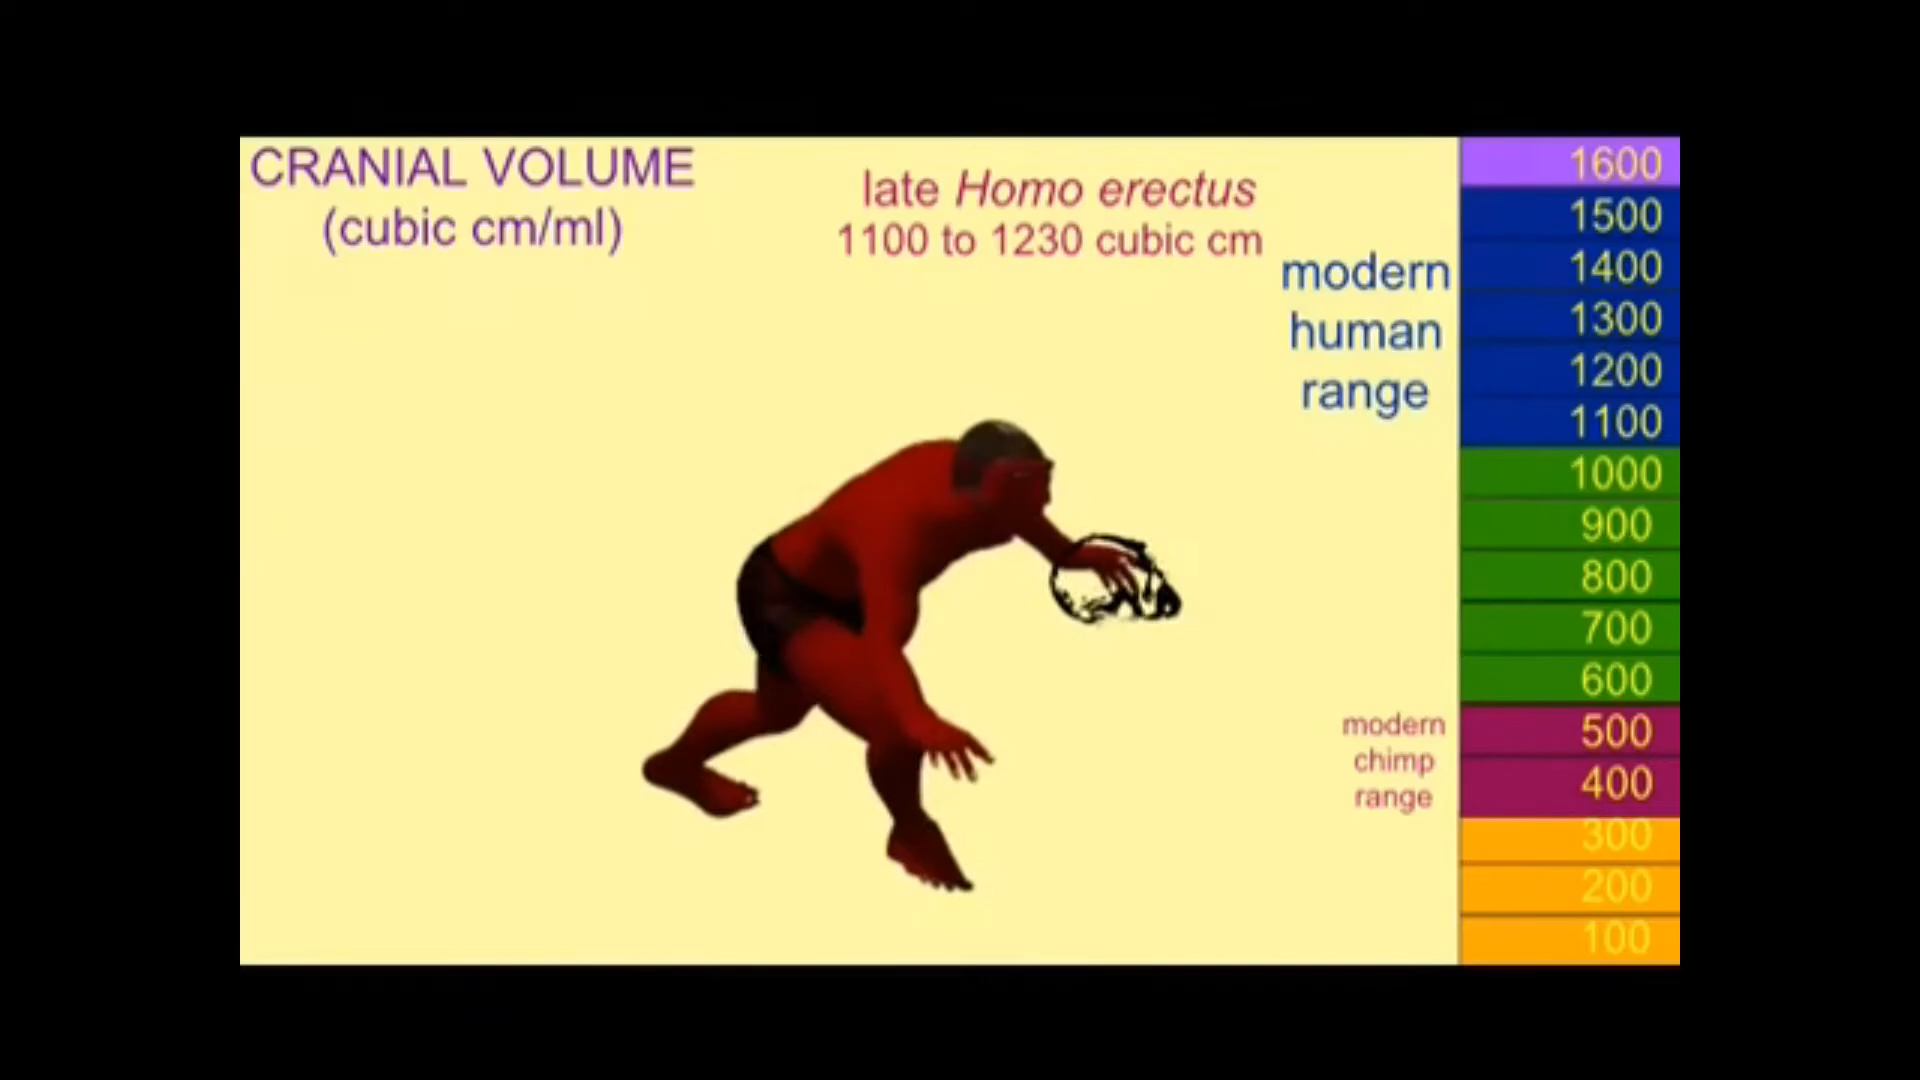 CRANIAL VOLUME
(cubic cm/ml)
late Homo erectus
1100 to 1230 cubic cm
modern
human
range
modern
chimp
range
1600
1500
1400
1300
1200
1100
1000
900
800
700
600
500
400
300
200
100